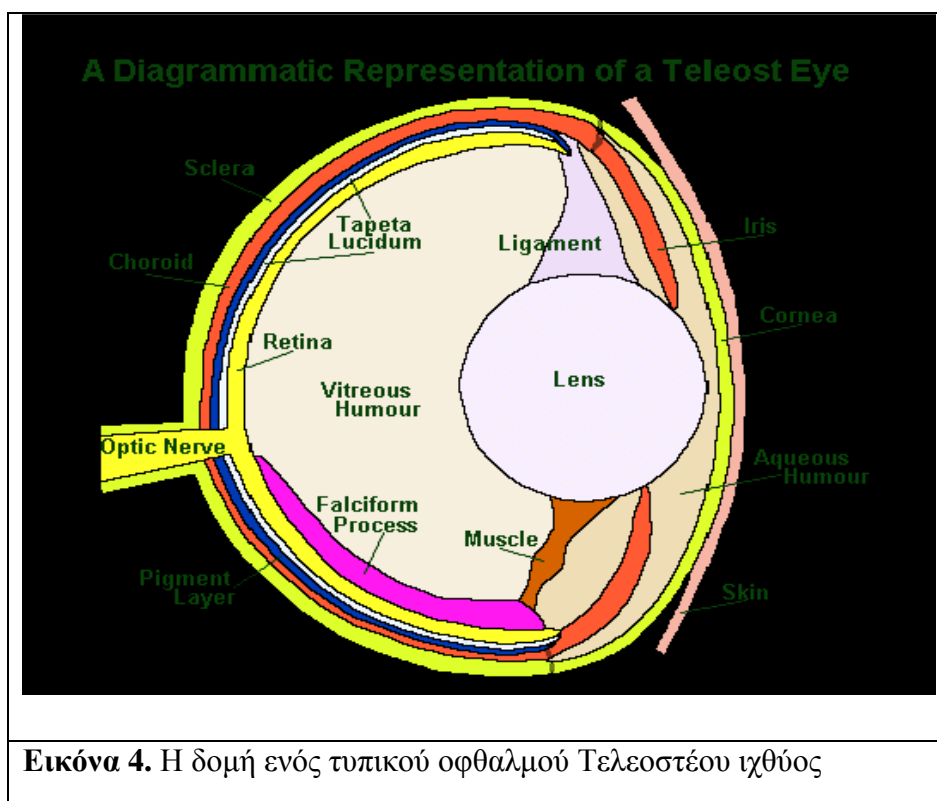 A Diagrammatic Representation of a Teleost Eye
Sclera
Tapeta
Lucidum
Ligament
Iris
Choroid
Cornea
Retina
Lens
Vitreous
Humour
Optic Nerve
Aqueous
Humour
Falciform
Process
Muscle
Pigment
Layer
Skin
Εικόνα 4. Η δομή ενός τυπικού οφθαλμού Τελεοστέου ιχθύος